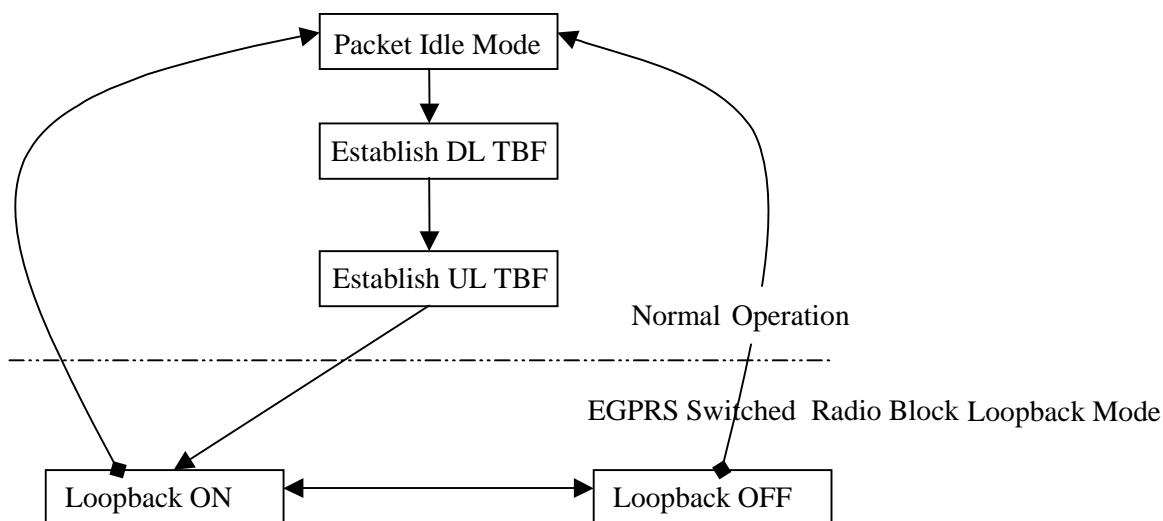 Packet Idle Mode
Establish DL TBF
Establish UL TBF
Normal Operation
EGPRS Switched Radio Block Loopback Mode
Loopback ON
Loopback OFF